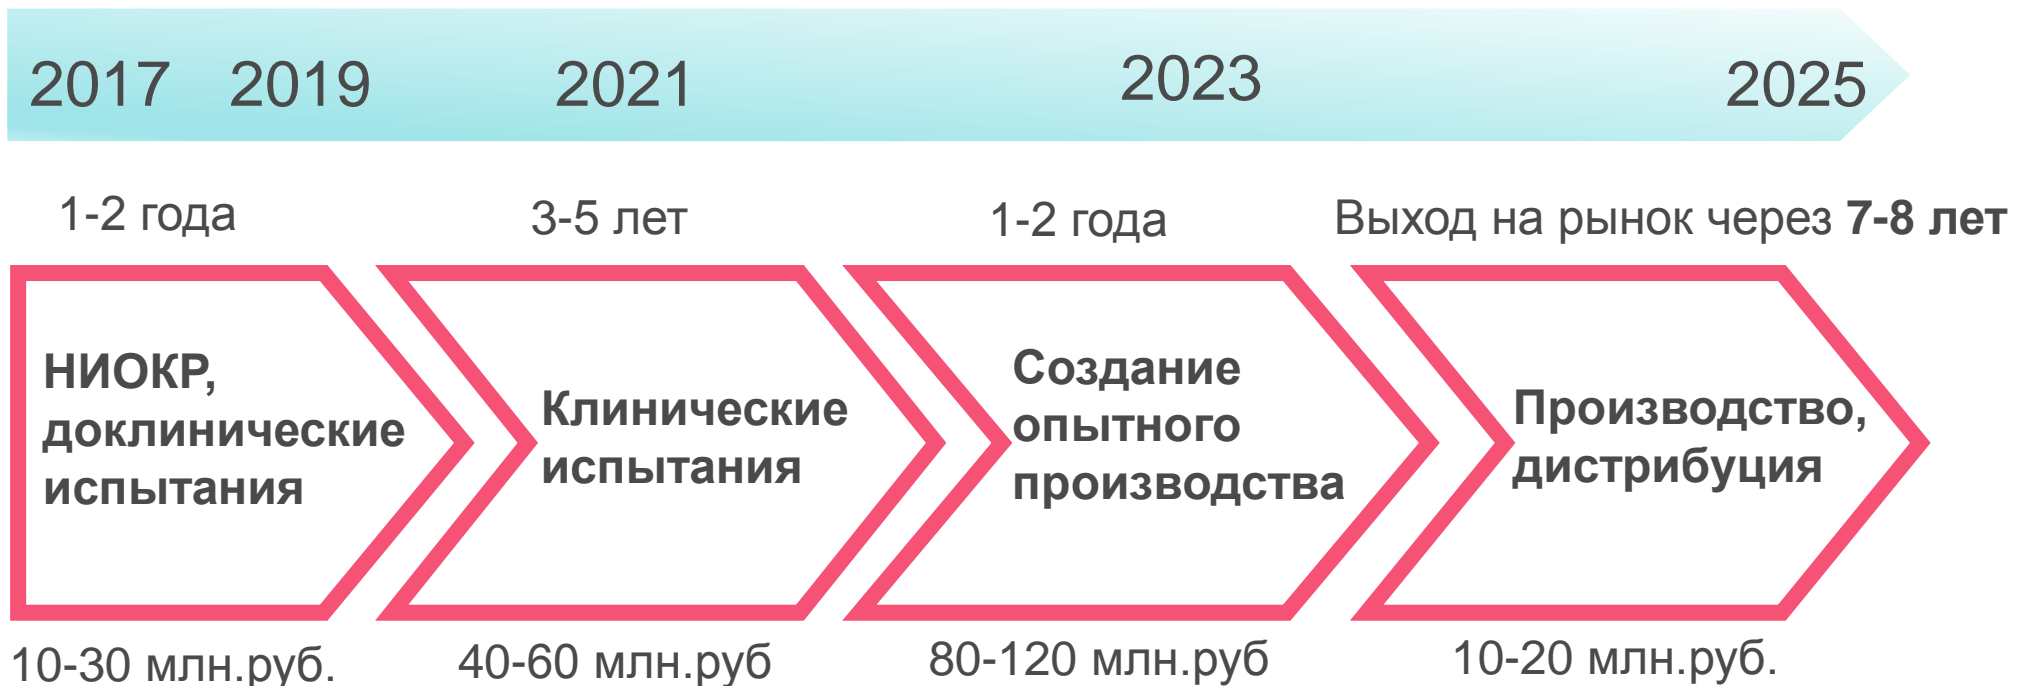 2017 2019 2021 2023 2025
1-2 года 3-5 лет 1-2 года Выход на рынок через 7-8 лет
НИОКР,
доклинические
испытания
Клинические
испытания
Создание
опытного
производства
Производство,
дистрибуция
10-30 млн.руб. 40-60 млн.руб 80-120 млн.руб 10-20 млн.руб.